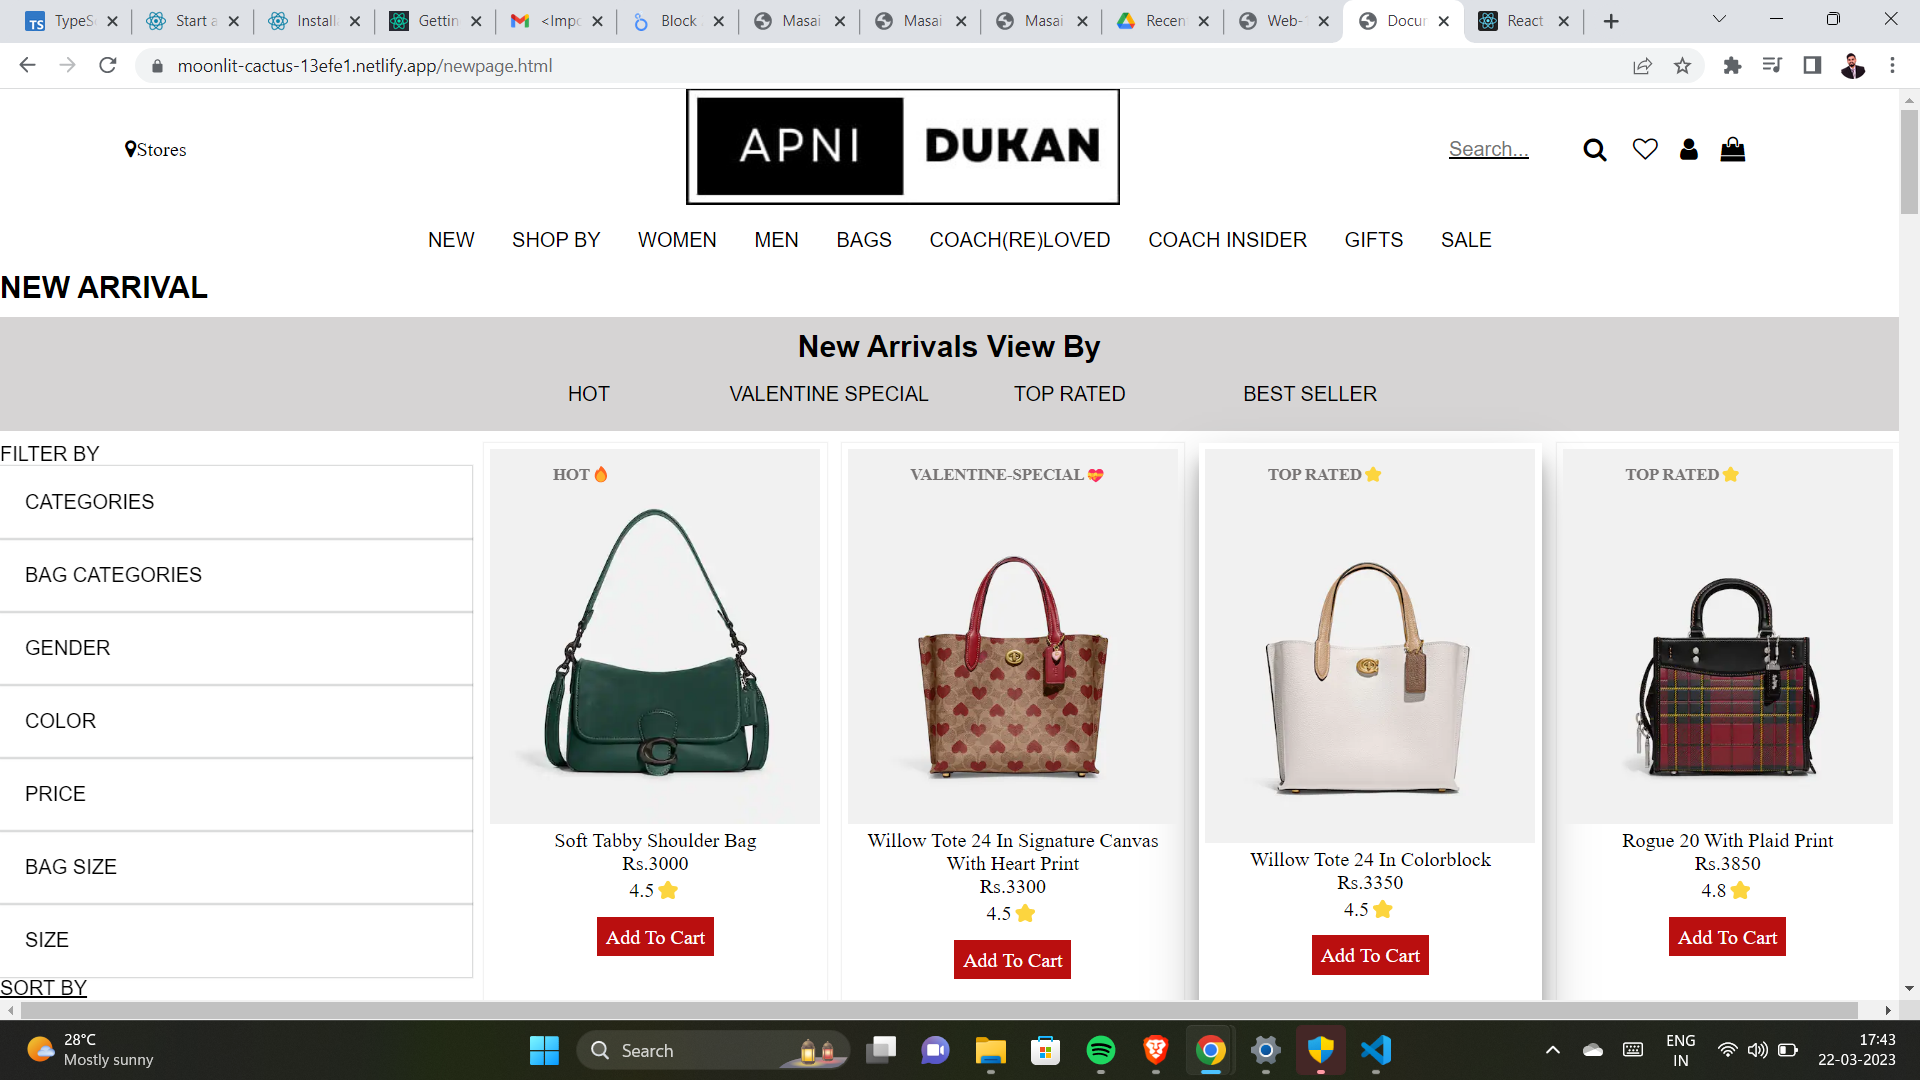 TypeS
Start a
Install
Gettin
<Impo
Block
Masai
Masai
Masai
Recen
Web-
Docu
React
moonlit-cactus-13efe1.netlify.app/newpage.html
Stores
APNI DUKAN
Search...
NEW SHOP BY WOMEN MEN BAGS COACH(RE)LOVED COACH INSIDER GIFTS SALE
NEW ARRIVAL
New Arrivals View By
HOT VALENTINE SPECIAL TOP RATED BEST SELLER
FILTER BY
CATEGORIES
BAG CATEGORIES
GENDER
COLOR
PRICE
BAG SIZE
SIZE
SORT BY
HOT🔥
Soft Tabby Shoulder Bag
Rs.3000
4.5⭐
Add To Cart
VALENTINE-SPECIAL💝
Willow Tote 24 In Signature Canvas
With Heart Print
Rs.3300
4.5⭐
Add To Cart
TOP RATED⭐
Willow Tote 24 In Colorblock
Rs.3350
4.5⭐
Add To Cart
TOP RATED⭐
Rogue 20 With Plaid Print
Rs.3850
4.8⭐
Add To Cart
28°C
Mostly sunny
Search
ENG
IN
17:43
22-03-2023